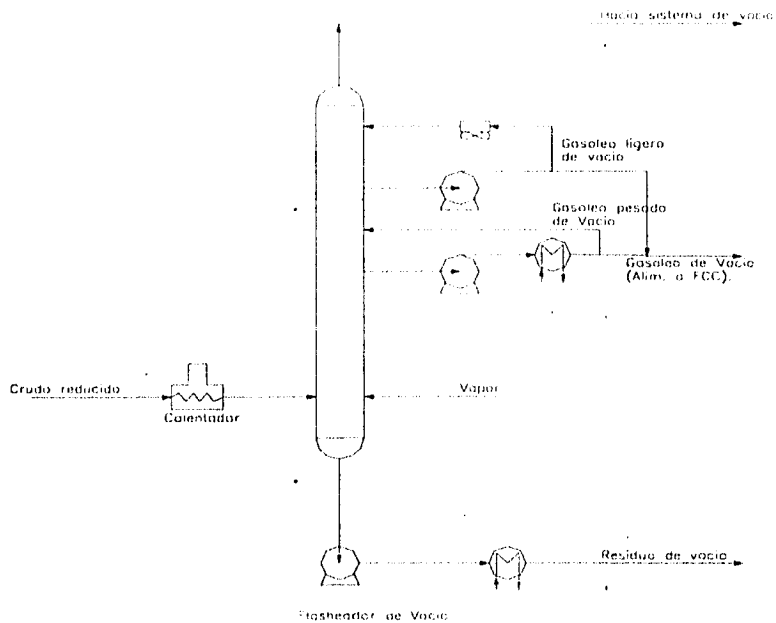 Hacia sistema de vacio
Gasoleo ligero
de vacio
Gasoleo pesado
de Vacio
Gasoleo de Vacio
(Alim. a FCC).
Crudo reducido
Calentador
Vapor
Residuo de vacio
Flasheador de Vacio